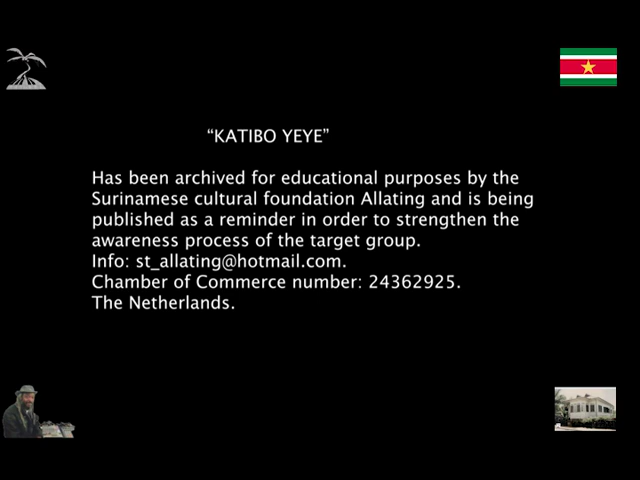 “KATIBO YEYE”
Has been archived for educational purposes by the
Surinamese cultural foundation Allating and is being
published as a reminder in order to strengthen the
awareness process of the target group.
Info: st_allating@hotmail.com.
Chamber of Commerce number: 24362925.
The Netherlands.